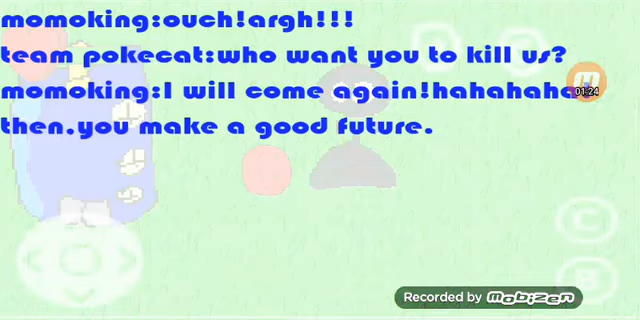 momoking:ouch!argh!!!
team pokecat:who want you to kill us?
momoking:I will come again!hahahaha
then.you make a good future.
01:24
C
B
Recorded by Mobizen